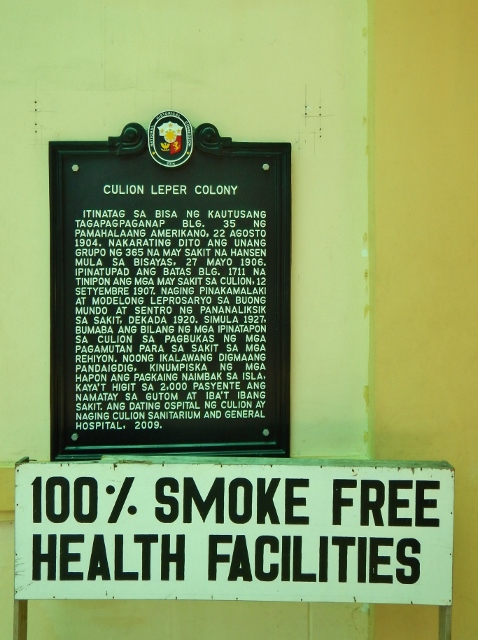 CULION LEPER COLONY
ITINATAG SA BISA NG KAUTUSANG
TAGAPAGPAGANAP BLG. 35 NG
PAMAHALAANG AMERIKANO, 22 AGOSTO
1904. NAKARATING DITO ANG UNANG
GRUPO NG 365 NA MAY SAKIT NA HANSEN
MULA SA BISAYAS, 27 MAYO 1906.
IPINATUPAD ANG BATAS BLG. 1711 NA
TINIPON ANG MGA MAY SAKIT SA CULION, 12
SETYEMBRE 1907. NAGING PINAKAMALAKI
AT MODELONG LEPROSARYO SA BUONG
MUNDO AT SENTRO NG PANANALIKSIK
SA SAKIT, DEKADA 1920. SIMULA 1927,
BUMABA ANG BILANG NG MGA IPINATAPON
SA CULION SA PAGBUKAS NG MGA
PAGAMUTAN PARA SA SAKIT SA MGA
REHIYON. NOONG IKALAWANG DIGMAANG
PANDAIGDIG, KINUMPISKA NG MGA
HAPON ANG PAGKAING NAIMBAK SA ISLA,
KAYA'T HIGIT SA 2,000 PASYENTE ANG
NAMATAY SA GUTOM AT IBA'T IBANG
SAKIT. ANG DATING OSPITAL NG CULION AY
NAGING CULION SANITARIUM AND GENERAL
HOSPITAL, 2009.
100% SMOKE FREE
HEALTH FACILITIES